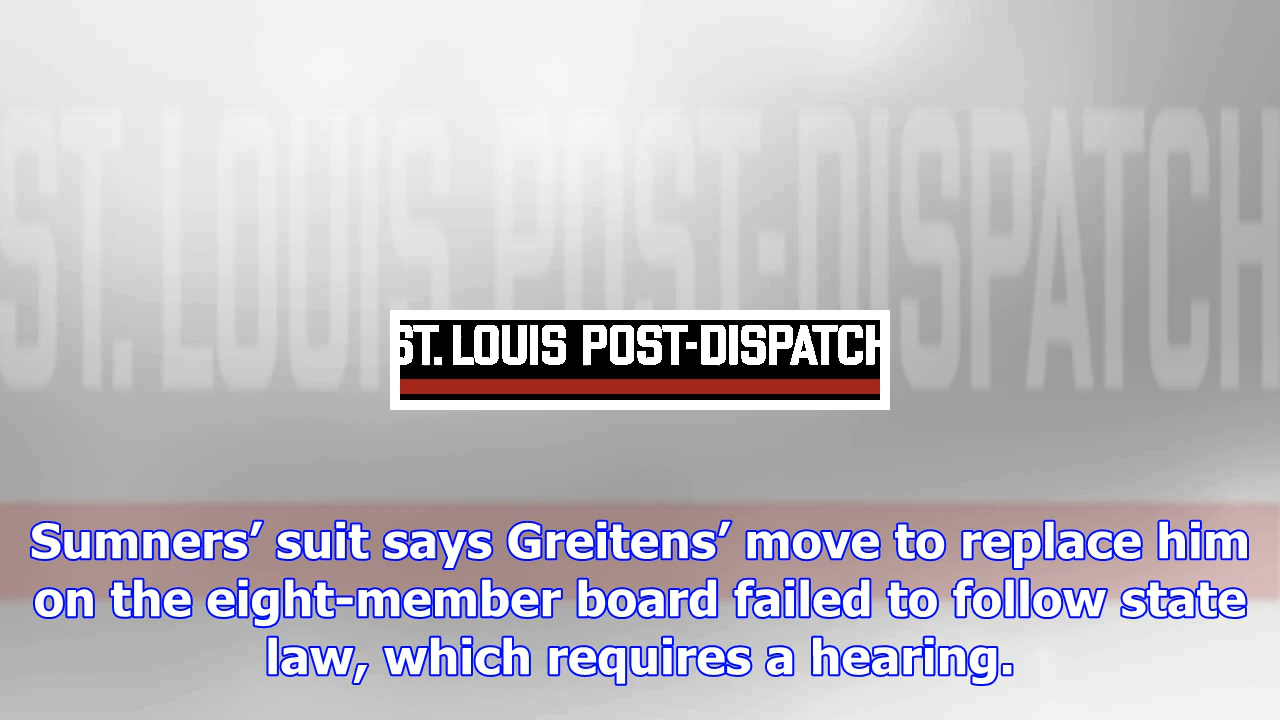 ST. LOUIS POST-DISPATCH
ST. LOUIS POST-DISPATCH
Sumners’ suit says Greitens’ move to replace him
on the eight-member board failed to follow state
law, which requires a hearing.